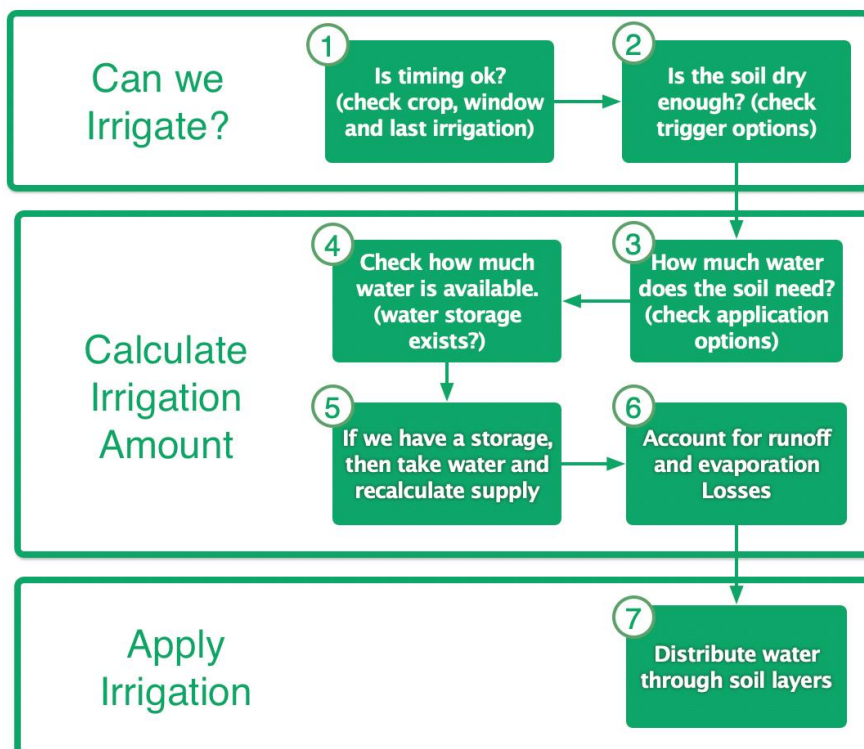 Can we
Irrigate?
1
Is timing ok?
(check crop, window
and last irrigation)
2
Is the soil dry
enough? (check
trigger options)
Calculate
Irrigation
Amount
3
How much water
does the soil need?
(check application
options)
4
Check how much
water is available.
(water storage
exists?)
5
If we have a storage,
then take water and
recalculate supply
6
Account for runoff
and evaporation
Losses
Apply
Irrigation
7
Distribute water
through soil layers